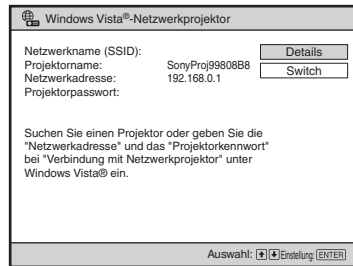 Windows Vista®-Netzwerkprojektor
Netzwerkname (SSID):
Projektorname: SonyProj99808B8
Netzwerkadresse: 192.168.0.1
Projektorpasswort:
Details
Switch
Suchen Sie einen Projektor oder geben Sie die
"Netzwerkadresse" und das "Projektorkennwort"
bei "Verbindung mit Netzwerkprojektor" unter
Windows Vista® ein.
Auswahl: ↑ ↓ Einstellung: ENTER